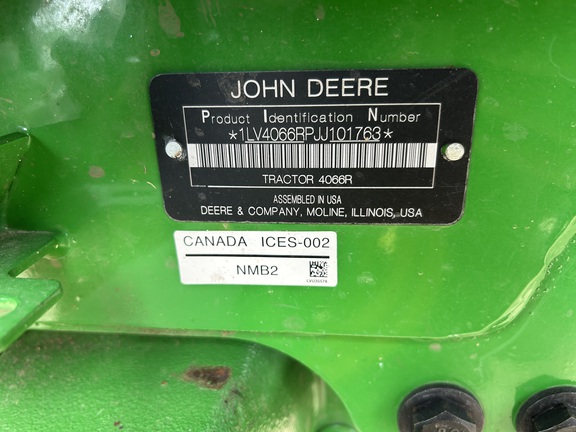 JOHN DEERE
Product Identification Number
*1LV4066RPJJ101763*
TRACTOR 4066R
ASSEMBLED IN USA
DEERE & COMPANY, MOLINE, ILLINOIS, USA
CANADA ICES-002
NMB2